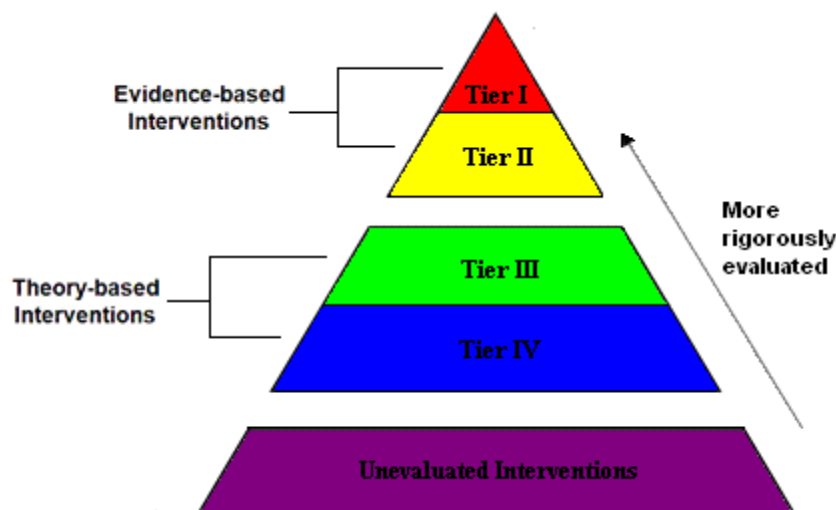 Tier I
Evidence-based
Interventions
Tier II
More
rigorously
evaluated
Tier III
Theory-based
Interventions
Tier IV
Unevaluated Interventions